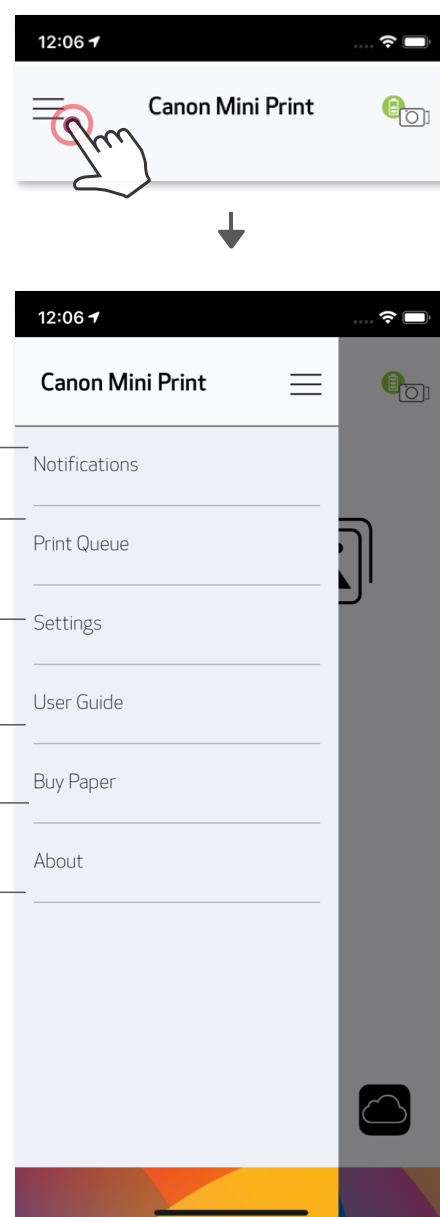 12:06
Canon Mini Print
12:06
Canon Mini Print
Notifications
Print Queue
Settings
User Guide
Buy Paper
About